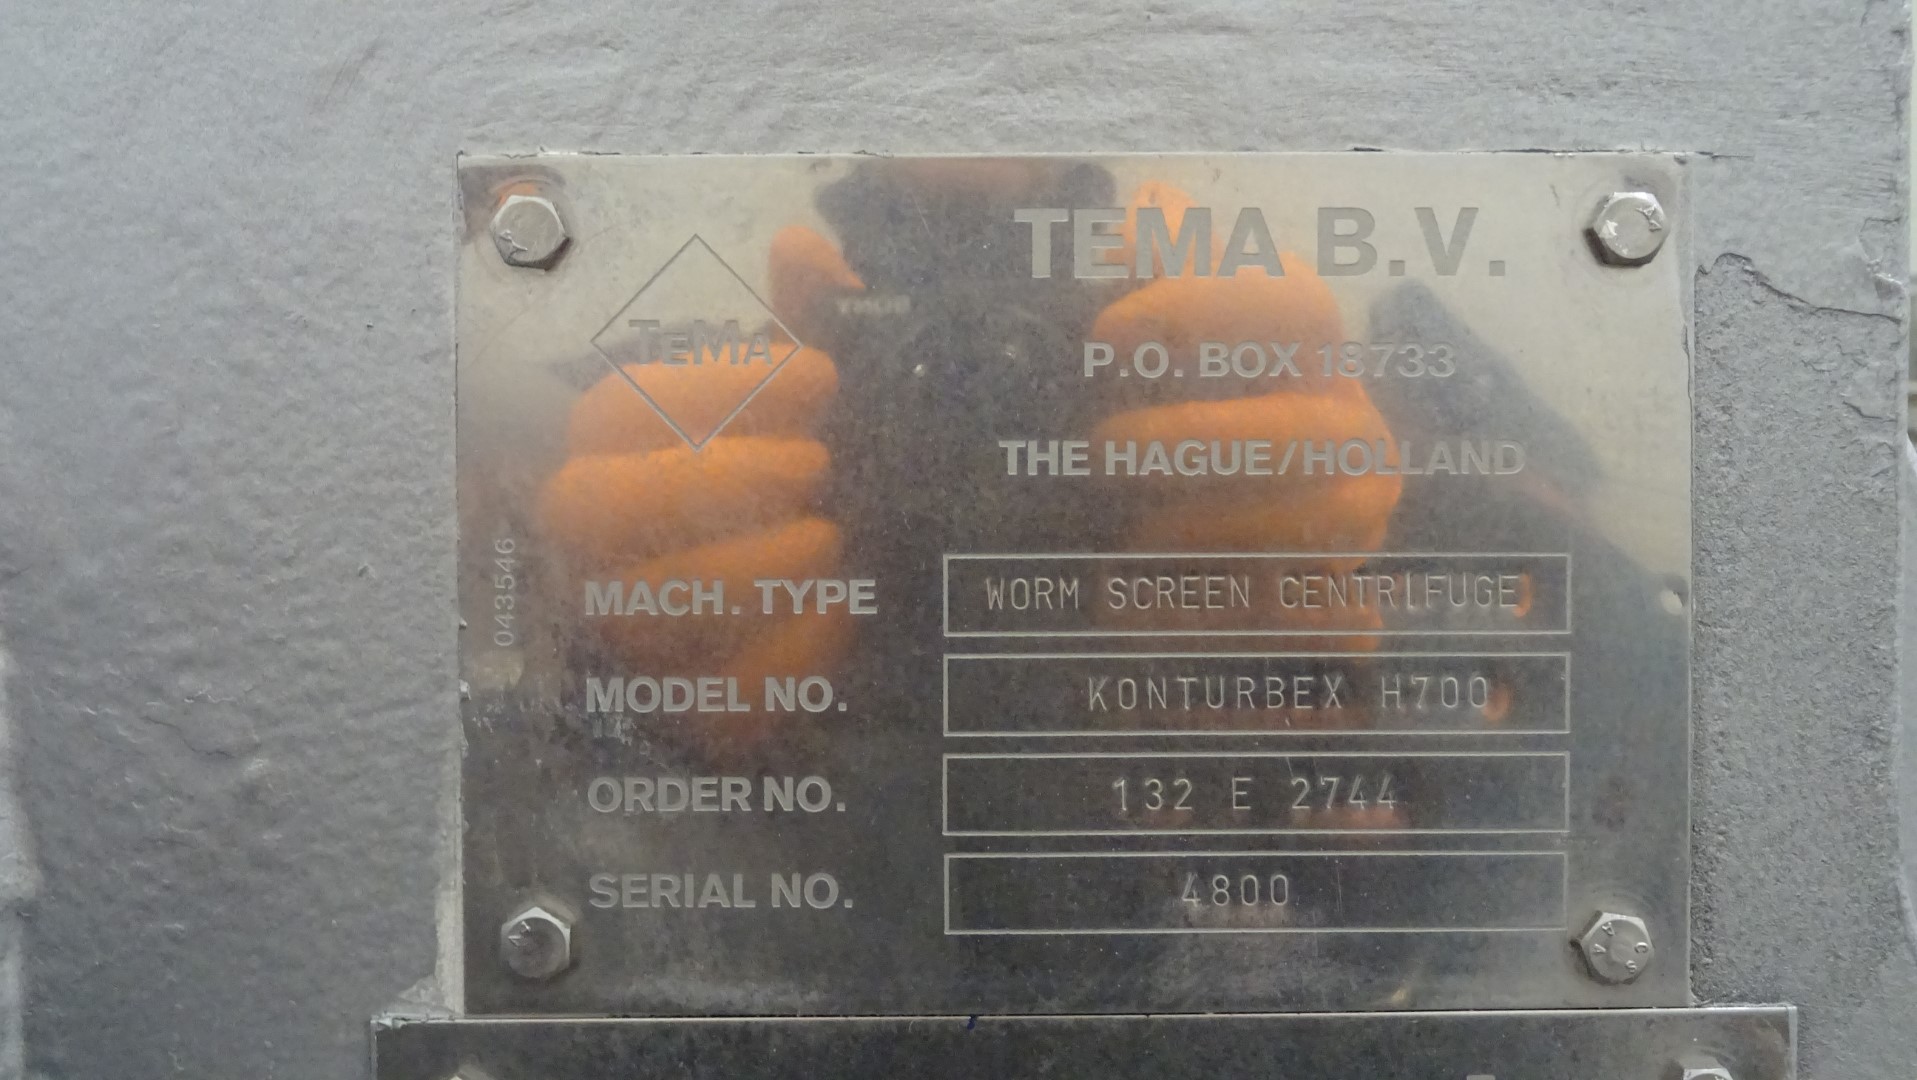 TEMA B.V.
TEMA
P.O. BOX 18733
THE HAGUE/HOLLAND
043546
MACH. TYPE WORM SCREEN CENTRIFUGE
MODEL NO. KONTURBEX H700
ORDER NO. 132 E 2744
SERIAL NO. 4800